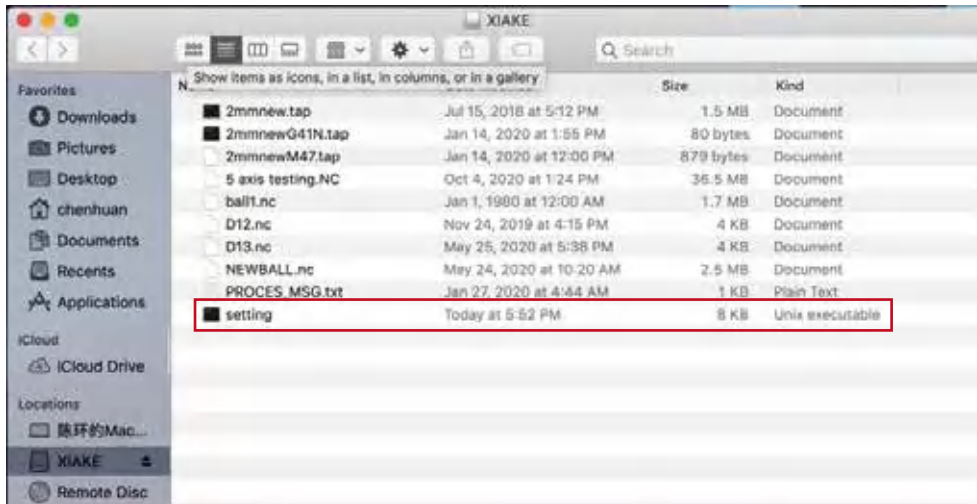 XIAKE
Search
Show items as icons, in a list, in columns, or in a gallery
Size
Kind
Favorites
Downloads
Pictures
Desktop
chenhuan
Documents
Recents
Applications
iCloud
iCloud Drive
Locations
陈环的Mac...
XIAKE
Remote Disc
2mmnew.tap Jul 15, 2018 at 5:12 PM 1.5 MB Document
2mmnewG41N.tap Jan 14, 2020 at 1:55 PM 80 bytes Document
2mmnewM47.tap Jan 14, 2020 at 12:00 PM 879 bytes Document
5 axis testing.NC Oct 4, 2020 at 1:24 PM 36.5 MB Document
ball1.nc Jan 1, 1980 at 12:00 AM 1.7 MB Document
D12.nc Nov 24, 2019 at 4:15 PM 4 KB Document
D13.nc May 25, 2020 at 5:38 PM 4 KB Document
NEWBALL.nc May 24, 2020 at 10:20 AM 2.5 MB Document
PROCES_MSG.txt Jan 27, 2020 at 4:44 AM 1 KB Plain Text
setting Today at 5:52 PM 8 KB Unix executable